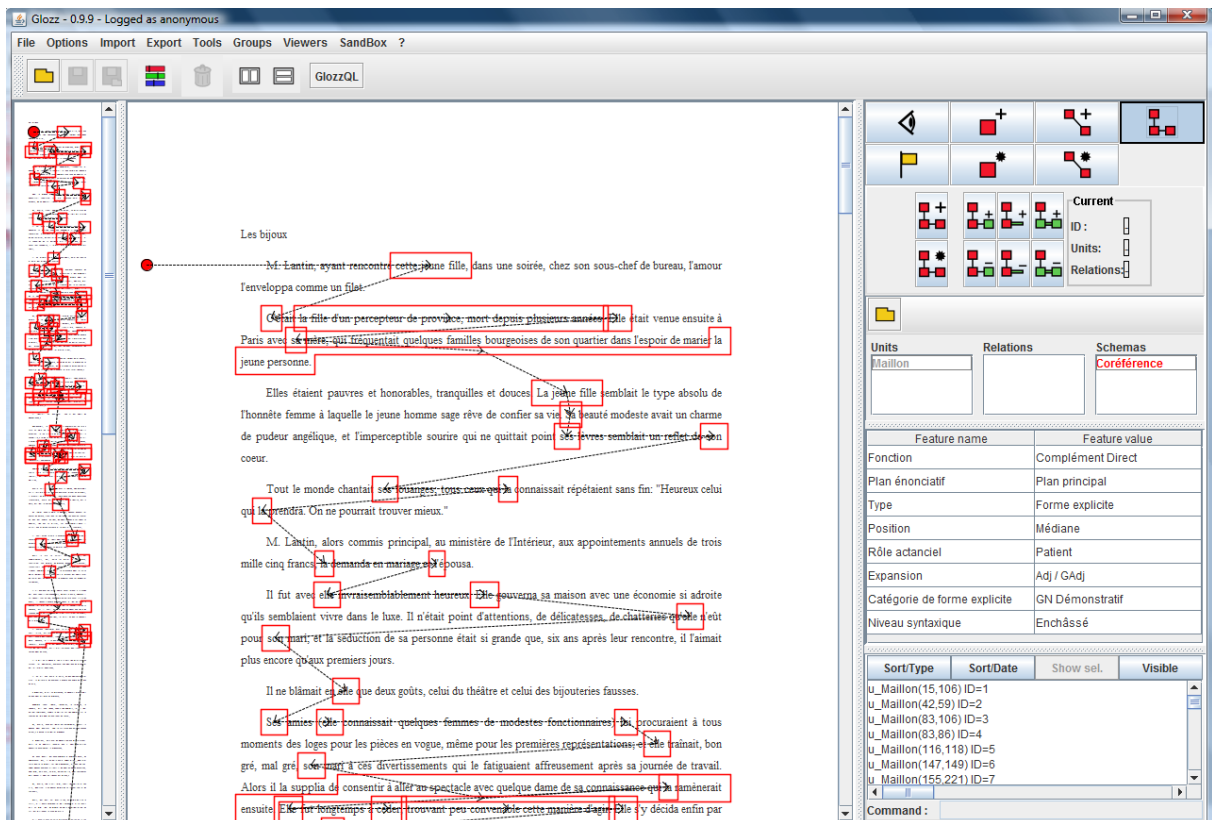 Glozz - 0.9.9 - Logged as anonymous
File Options Import Export Tools Groups Viewers SandBox ?
GlozzQL
Les bijoux
M. Lantin, ayant rencontré cette jeune fille, dans une soirée, chez son sous-chef de bureau, l'amour
l'enveloppa comme un filet.
C'était la fille d'un percepteur de province, mort depuis plusieurs années. Elle était venue ensuite à
Paris avec sa mère, qui fréquentait quelques familles bourgeoises de son quartier dans l'espoir de marier la
jeune personne.
Elles étaient pauvres et honorables, tranquilles et douces. La jeune fille semblait le type absolu de
l'honnête femme à laquelle le jeune homme sage rêve de confier sa vie. Sa beauté modeste avait un charme
de pudeur angélique, et l'imperceptible sourire qui ne quittait point ses lèvres semblait un reflet de son
coeur.
Tout le monde chantait ses louanges; tous ceux qui la connaissait répétaient sans fin: "Heureux celui
qui la prendra. On ne pourrait trouver mieux."
M. Lantin, alors commis principal, au ministère de l'Intérieur, aux appointements annuels de trois
mille cinq francs, la demanda en mariage et l'épousa.
Il fut avec elle invraisemblablement heureux. Elle gouverna sa maison avec une économie si adroite
qu'ils semblaient vivre dans le luxe. Il n'était point d'attentions, de délicatesses, de chatteries qu'elle n'eût
pour son mari; et la séduction de sa personne était si grande que, six ans après leur rencontre, il l'aimait
plus encore qu'aux premiers jours.
Il ne blâmait en elle que deux goûts, celui du théâtre et celui des bijouteries fausses.
Ses amies (elle connaissait quelques femmes de modestes fonctionnaires) lui procuraient à tous
moments des loges pour les pièces en vogue, même pour les premières représentations; et elle traînait, bon
gré, mal gré, son mari à ces divertissements qui le fatiguaient affreusement après sa journée de travail.
Alors il la supplia de consentir à aller au spectacle avec quelque dame de sa connaissance qui la ramènerait
ensuite. Elle fut longtemps à céder, trouvant peu convenable cette manière d'agir. Elle s'y décida enfin par
Current
ID :
Units:
Relations:
Units Relations Schemas
Maillon Coréférence
Feature name Feature value
Fonction Complément Direct
Plan énonciatif Plan principal
Type Forme explicite
Position Médiane
Rôle actanciel Patient
Expansion Adj / GAdj
Catégorie de forme explicite GN Démonstratif
Niveau syntaxique Enchâssé
Sort/Type Sort/Date Show sel. Visible
u_Maillon(15,106) ID=1
u_Maillon(42,59) ID=2
u_Maillon(83,106) ID=3
u_Maillon(83,86) ID=4
u_Maillon(116,118) ID=5
u_Maillon(147,149) ID=6
u_Maillon(155,221) ID=7
Command :